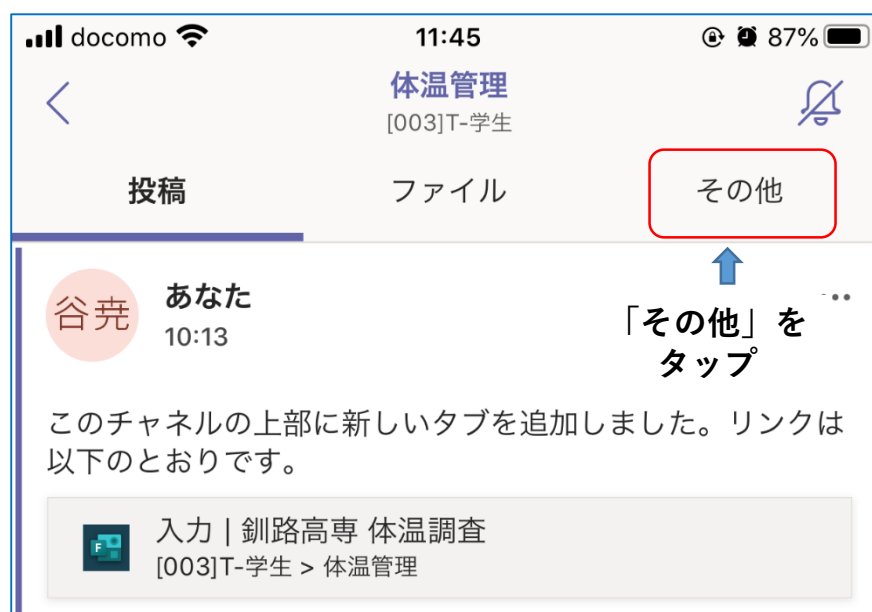 docomo 11:45 87%
体温管理
[003]T-学生
投稿 ファイル その他
谷尭 あなた
10:13
「その他」を
タップ
このチャネルの上部に新しいタブを追加しました。リンクは
以下のとおりです。
F 入力 | 釧路高専 体温調査
[003]T-学生 > 体温管理